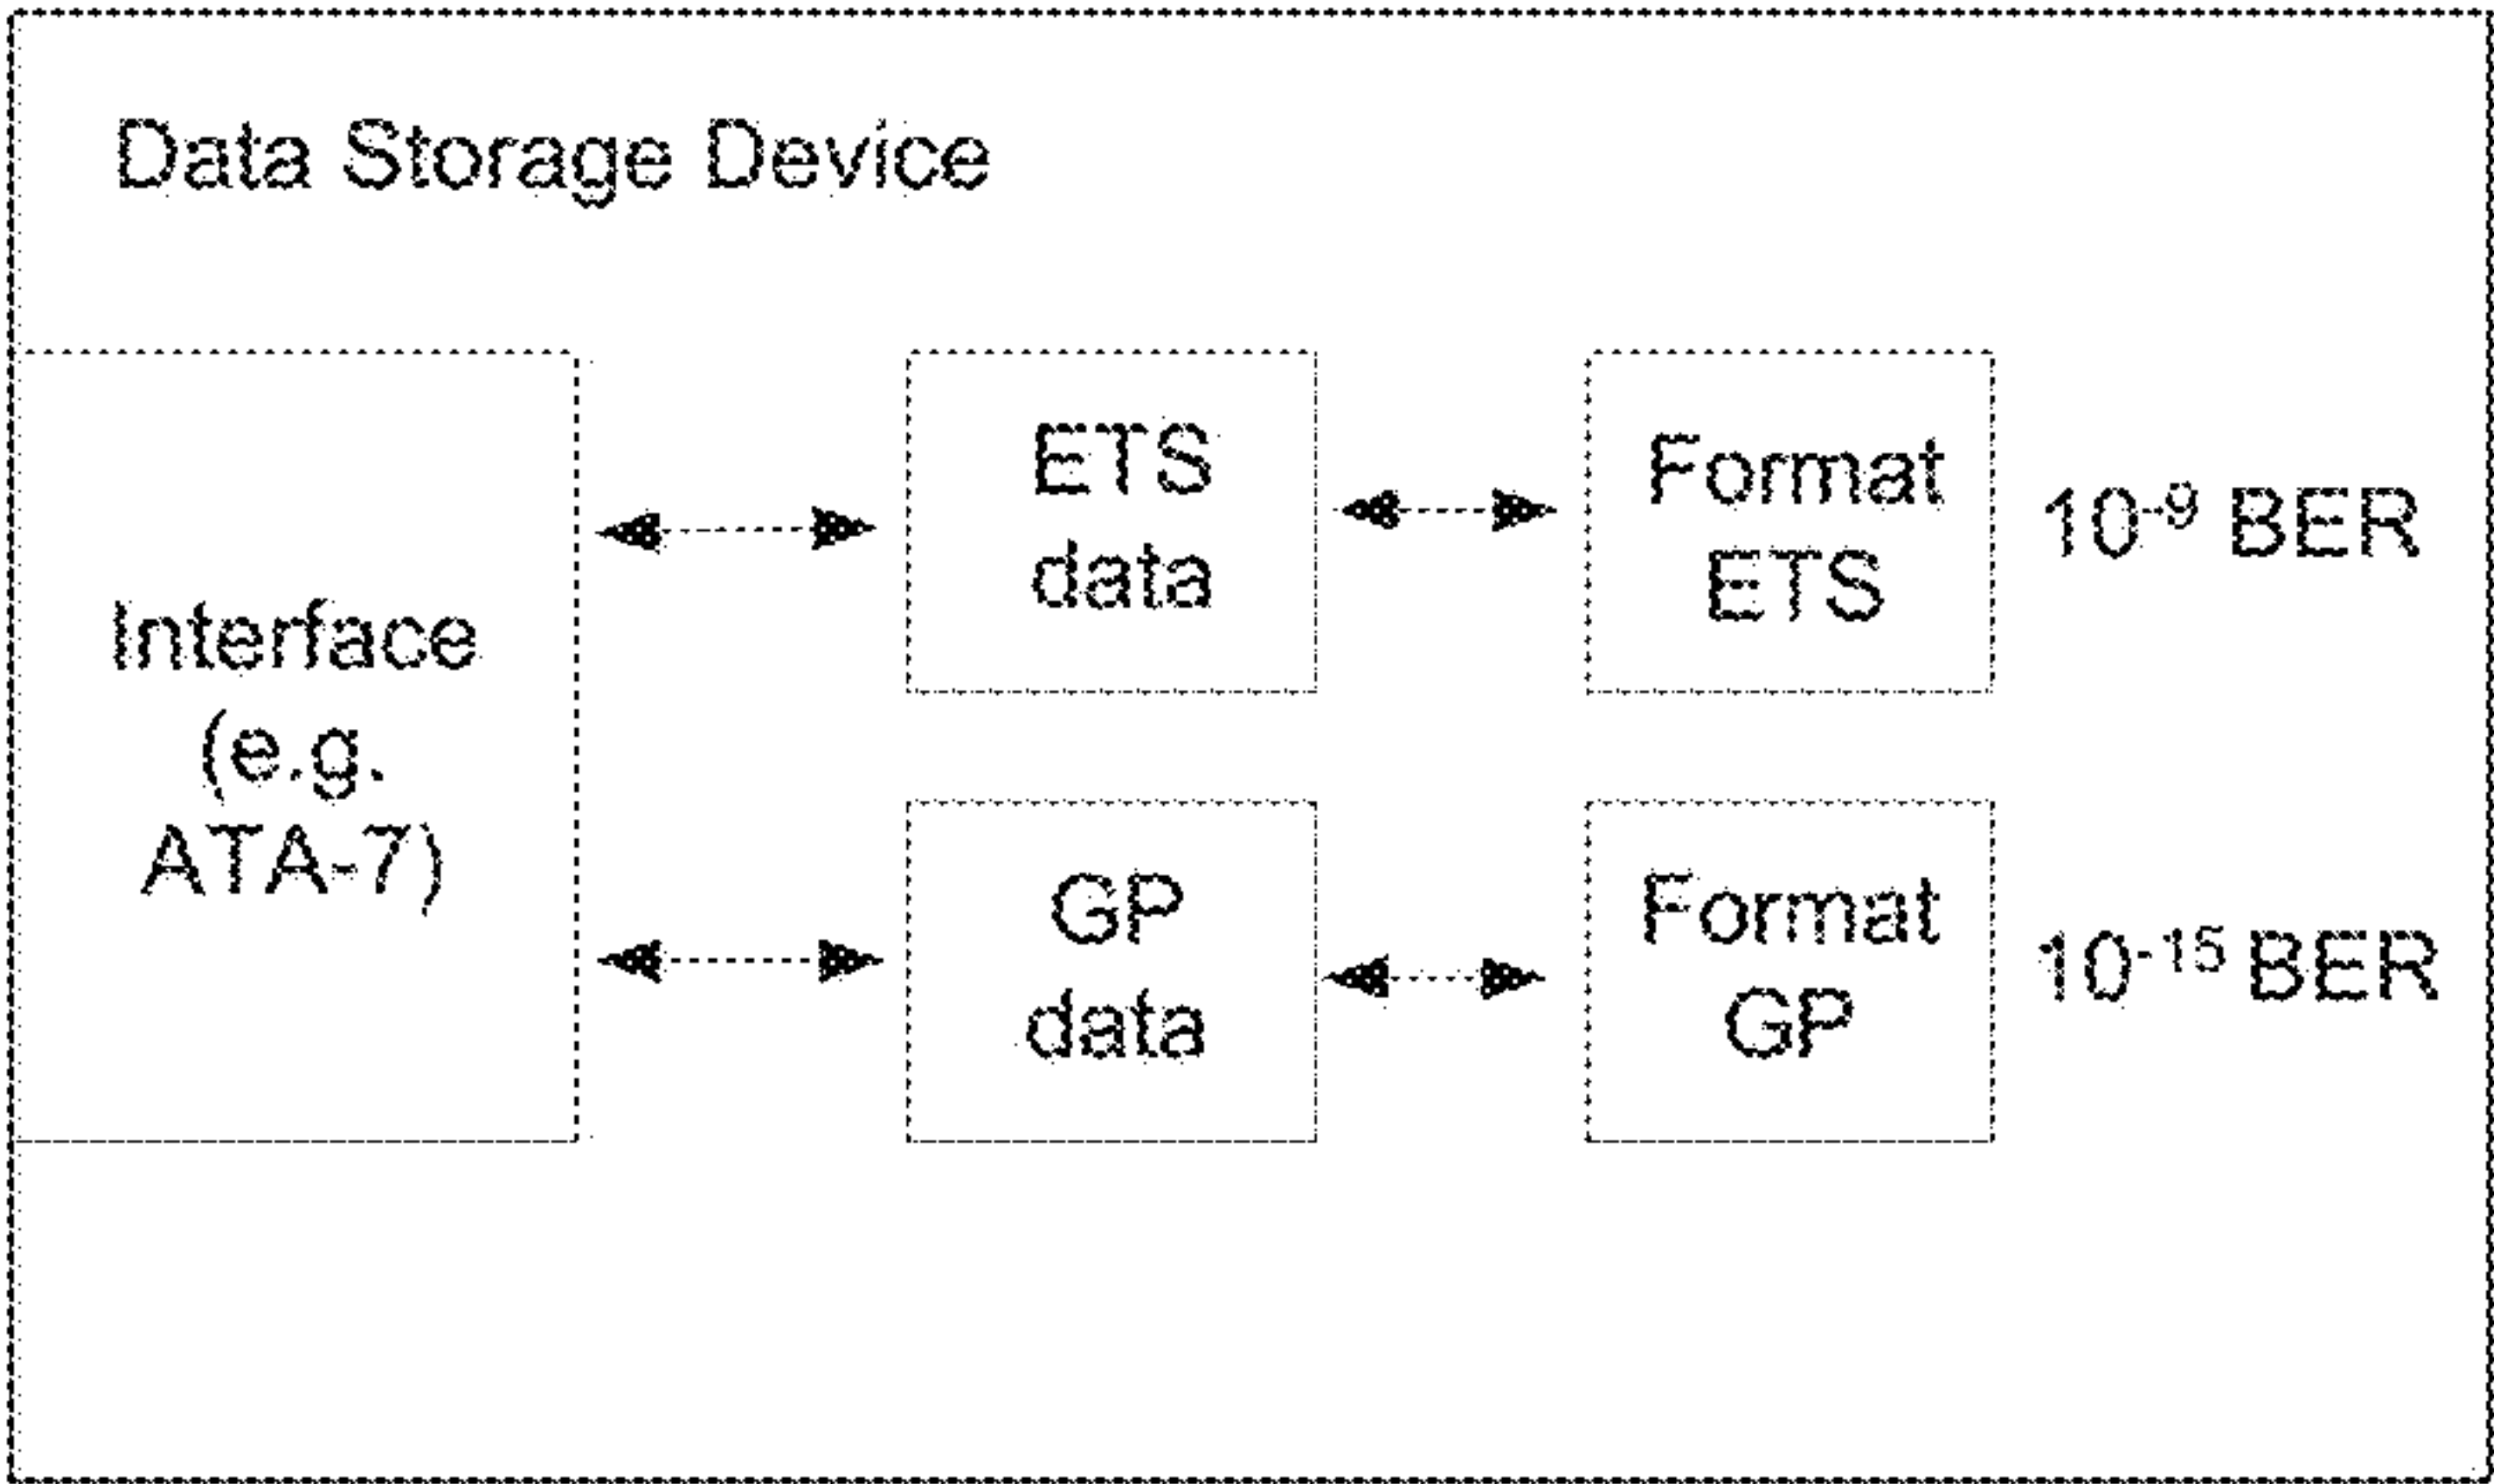 Data Storage Device
Interface
(e.g.
ATA-7)
ETS
data
Format
ETS
10⁻⁹ BER
GP
data
Format
GP
10⁻¹⁵ BER